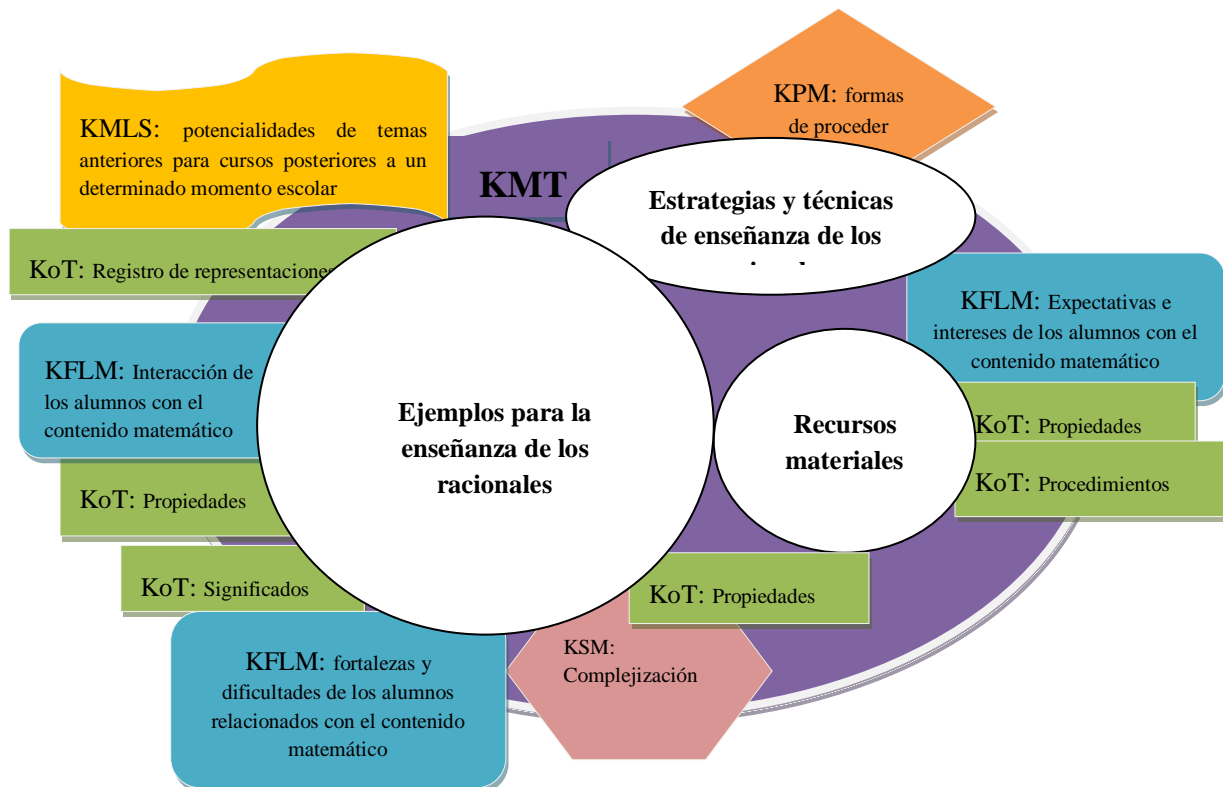 KPM: formas
de proceder
KMLS: potencialidades de temas
anteriores para cursos posteriores a un
determinado momento escolar
KMT
Estrategias y técnicas
de enseñanza de los
KoT: Registro de representaciones
KFLM: Expectativas e
intereses de los alumnos con el
contenido matemático
KFLM: Interacción de
los alumnos con el
contenido matemático
Ejemplos para la
enseñanza de los
racionales
Recursos
materiales
KoT: Propiedades
KoT: Procedimientos
KoT: Propiedades
KoT: Significados
KoT: Propiedades
KSM:
Complejización
KFLM: fortalezas y
dificultades de los alumnos
relacionados con el contenido
matemático